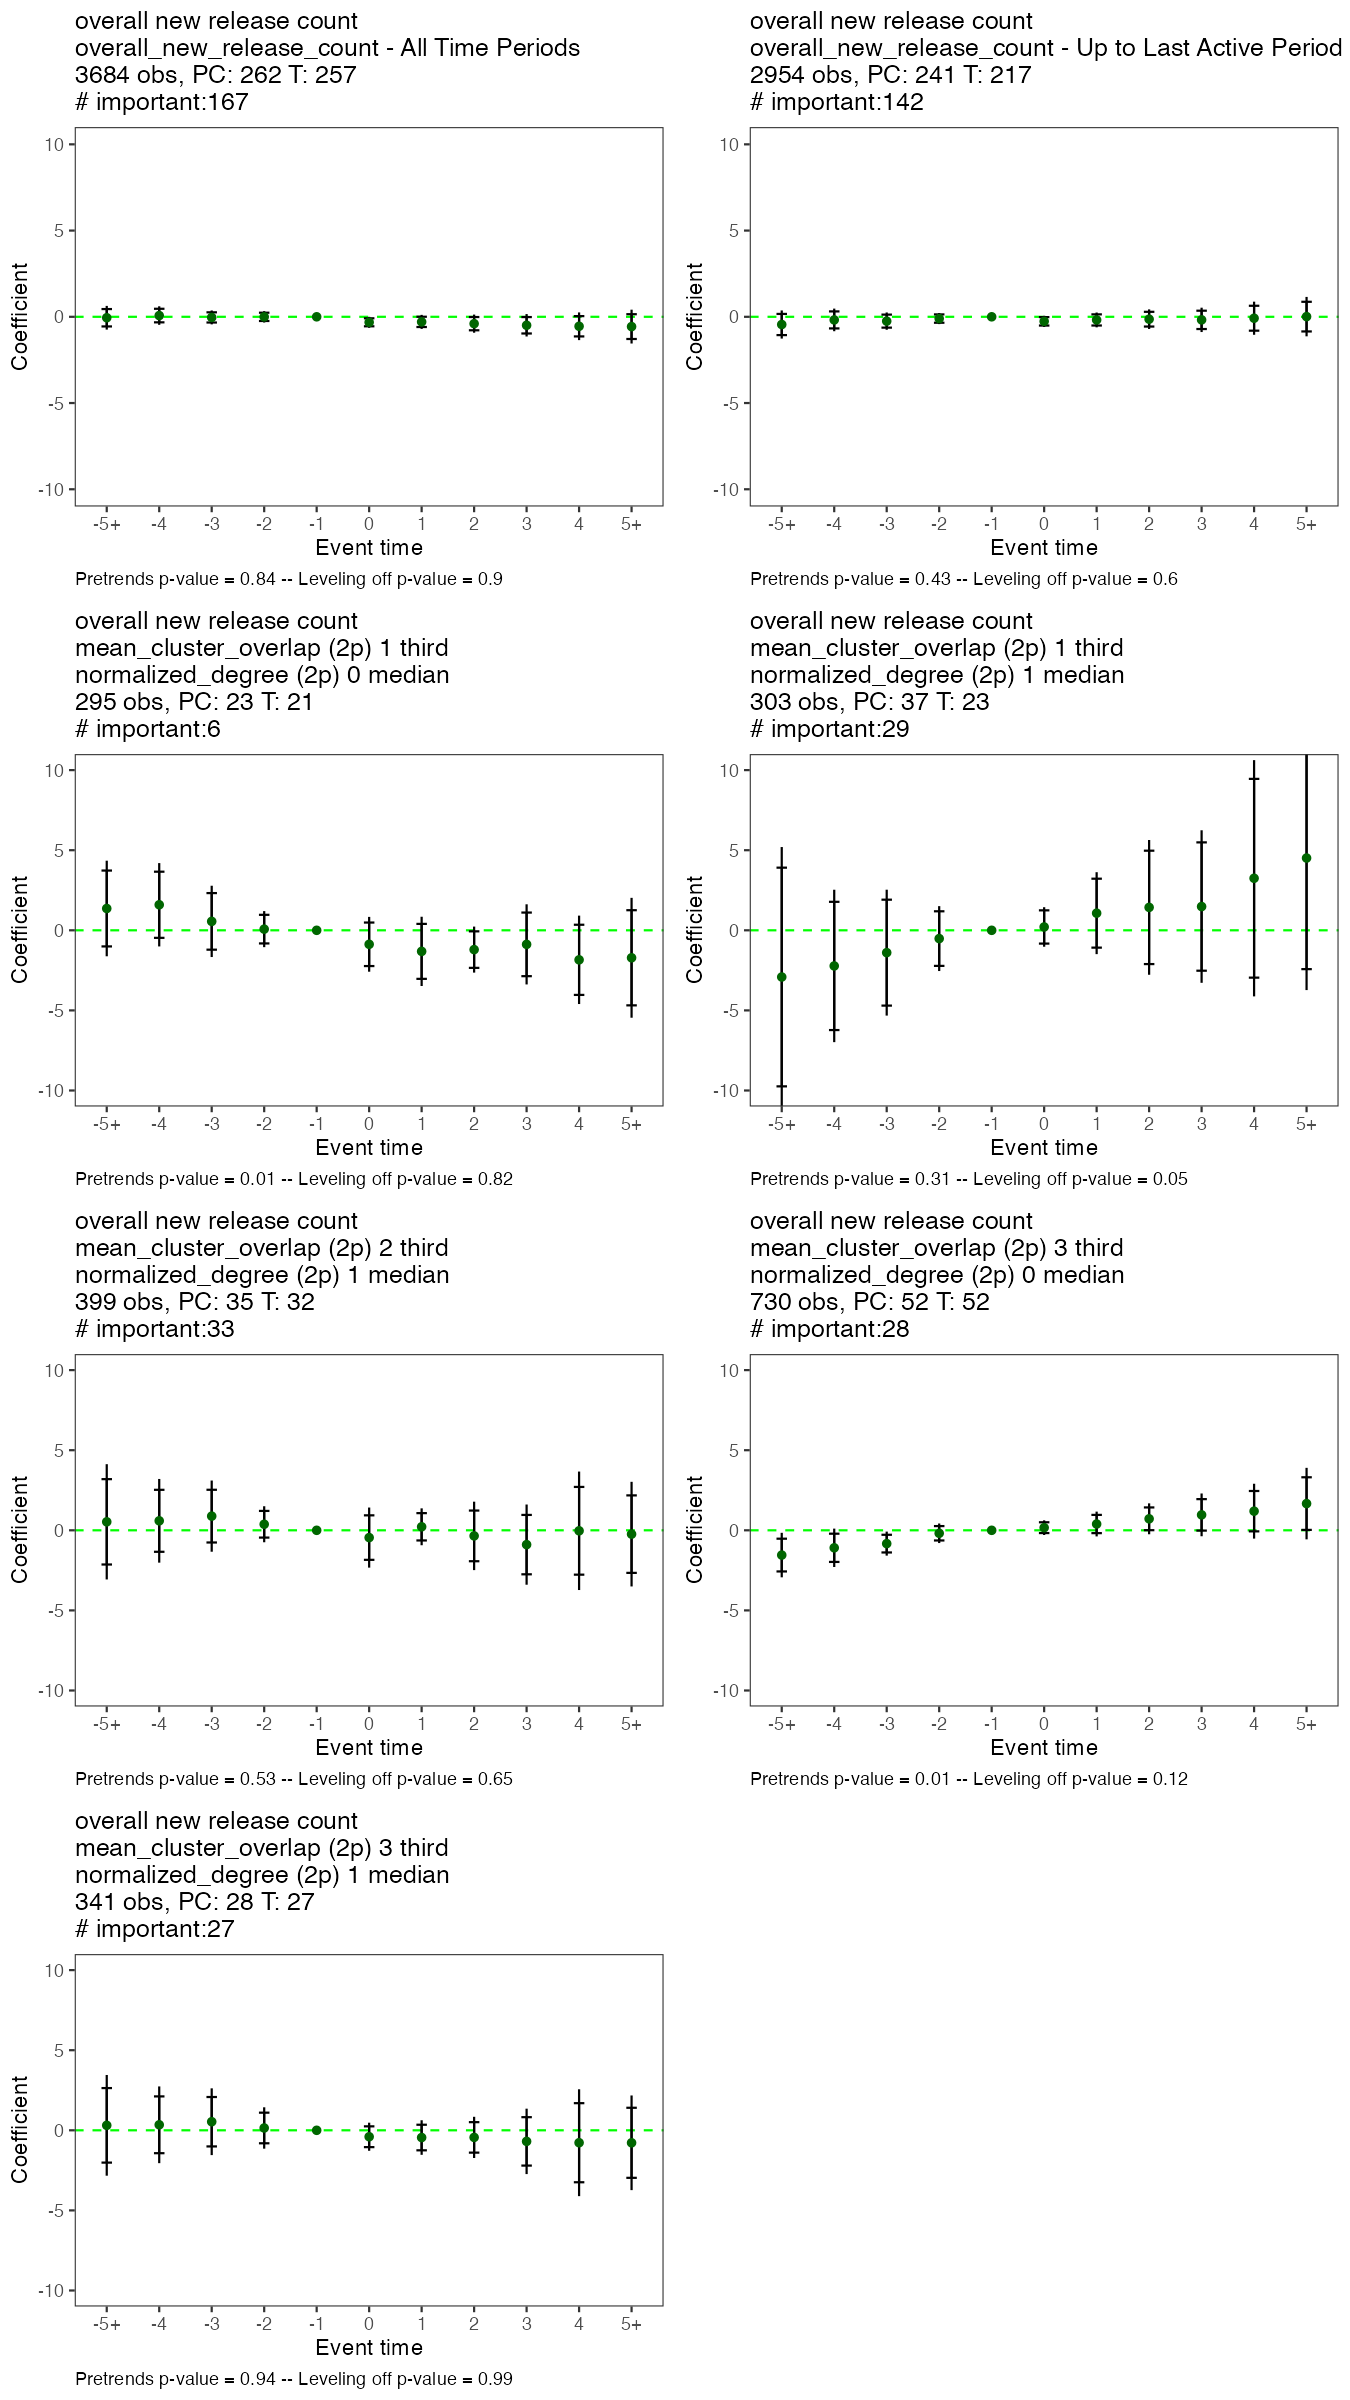 overall new release count
overall_new_release_count - All Time Periods
3684 obs, PC: 262 T: 257
# important:167
10
5
0
-5
-10
Coefficient
-5+ -4 -3 -2 -1 0 1 2 3 4 5+
Event time
Pretrends p-value = 0.84 -- Leveling off p-value = 0.9
overall new release count
overall_new_release_count - Up to Last Active Period
2954 obs, PC: 241 T: 217
# important:142
10
5
0
-5
-10
Coefficient
-5+ -4 -3 -2 -1 0 1 2 3 4 5+
Event time
Pretrends p-value = 0.43 -- Leveling off p-value = 0.6
overall new release count
mean_cluster_overlap (2p) 1 third
normalized_degree (2p) 0 median
295 obs, PC: 23 T: 21
# important:6
10
5
0
-5
-10
Coefficient
-5+ -4 -3 -2 -1 0 1 2 3 4 5+
Event time
Pretrends p-value = 0.01 -- Leveling off p-value = 0.82
overall new release count
mean_cluster_overlap (2p) 1 third
normalized_degree (2p) 1 median
303 obs, PC: 37 T: 23
# important:29
10
5
0
-5
-10
Coefficient
-5+ -4 -3 -2 -1 0 1 2 3 4 5+
Event time
Pretrends p-value = 0.31 -- Leveling off p-value = 0.05
overall new release count
mean_cluster_overlap (2p) 2 third
normalized_degree (2p) 1 median
399 obs, PC: 35 T: 32
# important:33
10
5
0
-5
-10
Coefficient
-5+ -4 -3 -2 -1 0 1 2 3 4 5+
Event time
Pretrends p-value = 0.53 -- Leveling off p-value = 0.65
overall new release count
mean_cluster_overlap (2p) 3 third
normalized_degree (2p) 0 median
730 obs, PC: 52 T: 52
# important:28
10
5
0
-5
-10
Coefficient
-5+ -4 -3 -2 -1 0 1 2 3 4 5+
Event time
Pretrends p-value = 0.01 -- Leveling off p-value = 0.12
overall new release count
mean_cluster_overlap (2p) 3 third
normalized_degree (2p) 1 median
341 obs, PC: 28 T: 27
# important:27
10
5
0
-5
-10
Coefficient
-5+ -4 -3 -2 -1 0 1 2 3 4 5+
Event time
Pretrends p-value = 0.94 -- Leveling off p-value = 0.99